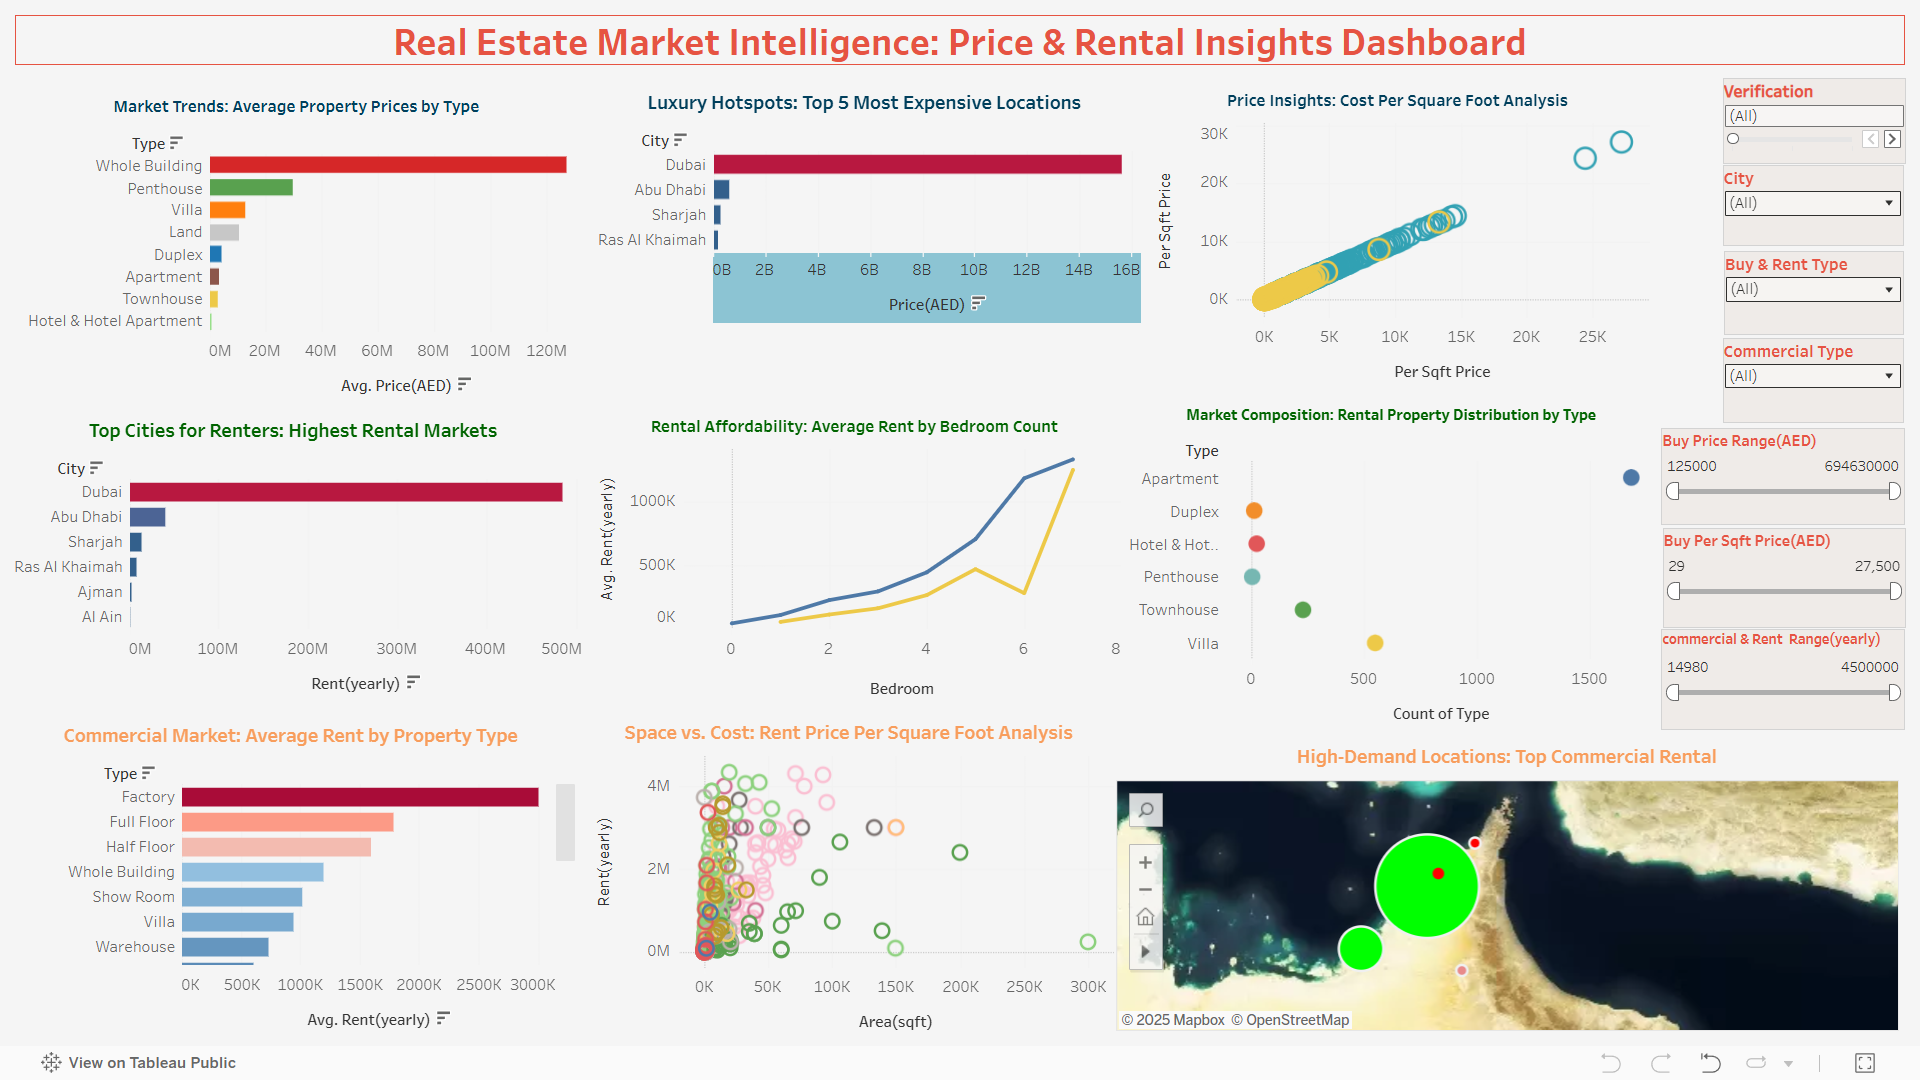 Real Estate Market Intelligence: Price & Rental Insights Dashboard
Market Trends: Average Property Prices by Type
Type
Whole Building
Penthouse
Villa
Land
Duplex
Apartment
Townhouse
Hotel & Hotel Apartment
0M 20M 40M 60M 80M 100M 120M
Avg. Price(AED)
Luxury Hotspots: Top 5 Most Expensive Locations
City
Dubai
Abu Dhabi
Sharjah
Ras Al Khaimah
0B 2B 4B 6B 8B 10B 12B 14B 16B
Price(AED)
Price Insights: Cost Per Square Foot Analysis
Per Sqft Price
30K
20K
10K
0K
0K 5K 10K 15K 20K 25K
Per Sqft Price
Verification
(All)
City
(All)
Buy & Rent Type
(All)
Commercial Type
(All)
Buy Price Range(AED)
125000 694630000
Buy Per Sqft Price(AED)
29 27,500
commercial & Rent Range(yearly)
14980 4500000
Top Cities for Renters: Highest Rental Markets
City
Dubai
Abu Dhabi
Sharjah
Ras Al Khaimah
Ajman
Al Ain
0M 100M 200M 300M 400M 500M
Rent(yearly)
Rental Affordability: Average Rent by Bedroom Count
Avg. Rent(yearly)
1000K
500K
0K
0 2 4 6 8
Bedroom
Market Composition: Rental Property Distribution by Type
Type
Apartment
Duplex
Hotel & Hot..
Penthouse
Townhouse
Villa
0 500 1000 1500
Count of Type
Commercial Market: Average Rent by Property Type
Type
Factory
Full Floor
Half Floor
Whole Building
Show Room
Villa
Warehouse
0K 500K 1000K 1500K 2000K 2500K 3000K
Avg. Rent(yearly)
Space vs. Cost: Rent Price Per Square Foot Analysis
Rent(yearly)
4M
2M
0M
0K 50K 100K 150K 200K 250K 300K
Area(sqft)
High-Demand Locations: Top Commercial Rental
© 2025 Mapbox © OpenStreetMap
View on Tableau Public